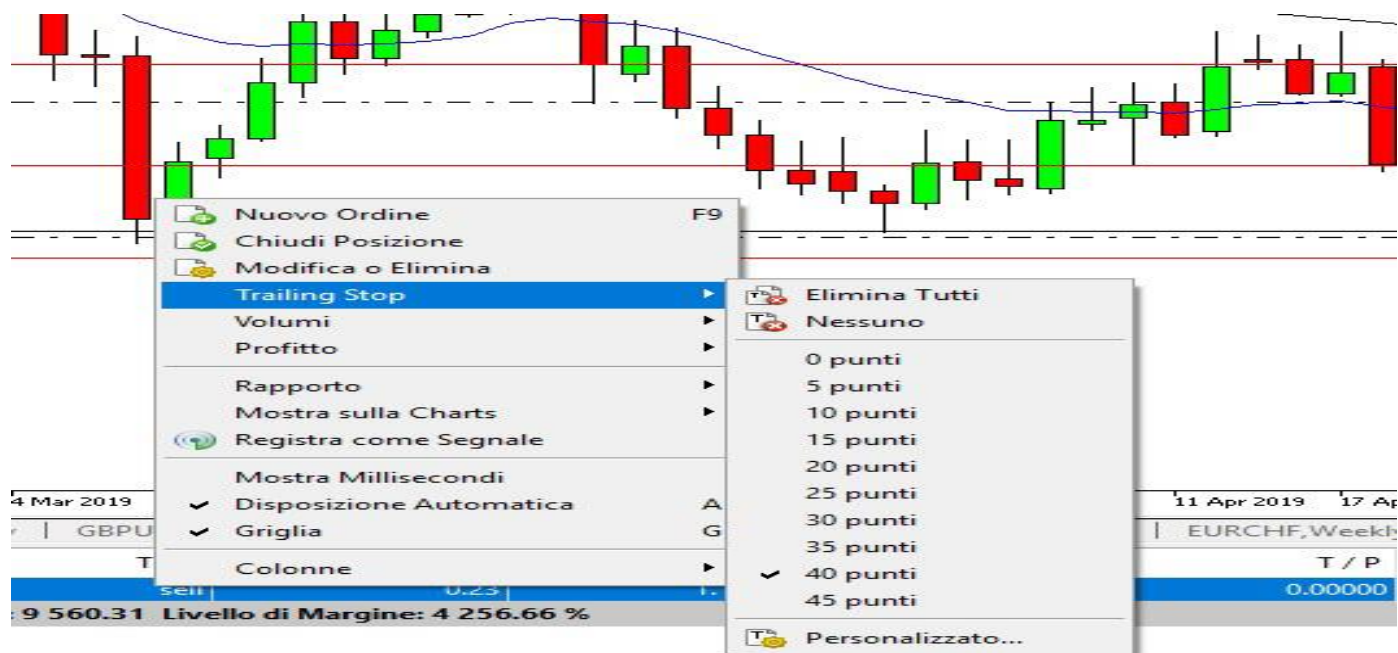 Nuovo Ordine F9
Chiudi Posizione
Modifica o Elimina
Trailing Stop
Volumi
Profitto
Rapporto
Mostra sulla Charts
Registra come Segnale
Mostra Millisecondi
Disposizione Automatica A
Griglia G
Colonne
Elimina Tutti
Nessuno
0 punti
5 punti
10 punti
15 punti
20 punti
25 punti
30 punti
35 punti
40 punti
45 punti
Personalizzato...
4 Mar 2019 11 Apr 2019 17 Ap
GBPU EURCHF,Weekly
T T / P
sell 0.23 1. 0.00000
: 9 560.31 Livello di Margine: 4 256.66 %